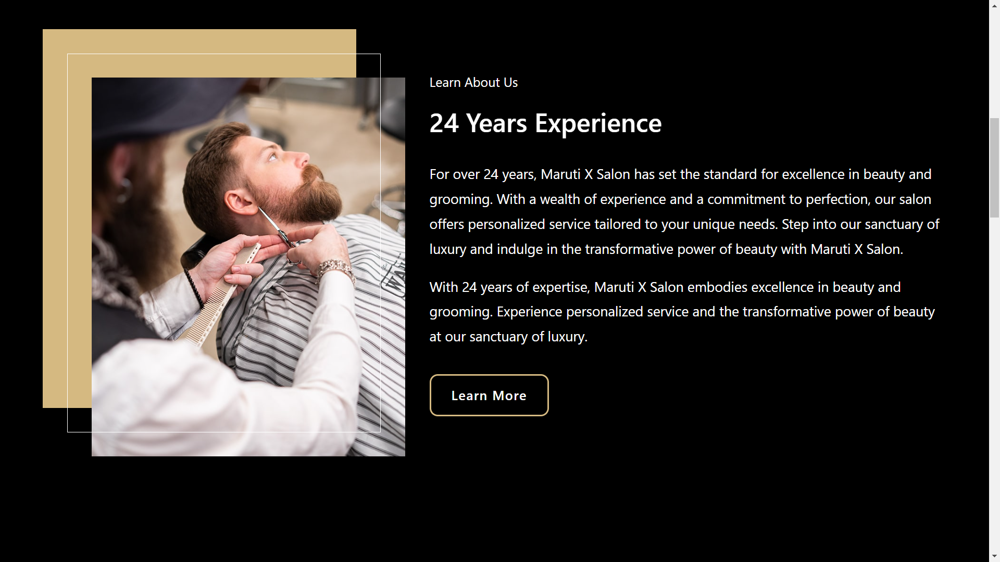 Learn About Us
24 Years Experience
For over 24 years, Maruti X Salon has set the standard for excellence in beauty and
grooming. With a wealth of experience and a commitment to perfection, our salon
offers personalized service tailored to your unique needs. Step into our sanctuary of
luxury and indulge in the transformative power of beauty with Maruti X Salon.
With 24 years of expertise, Maruti X Salon embodies excellence in beauty and
grooming. Experience personalized service and the transformative power of beauty
at our sanctuary of luxury.
Learn More